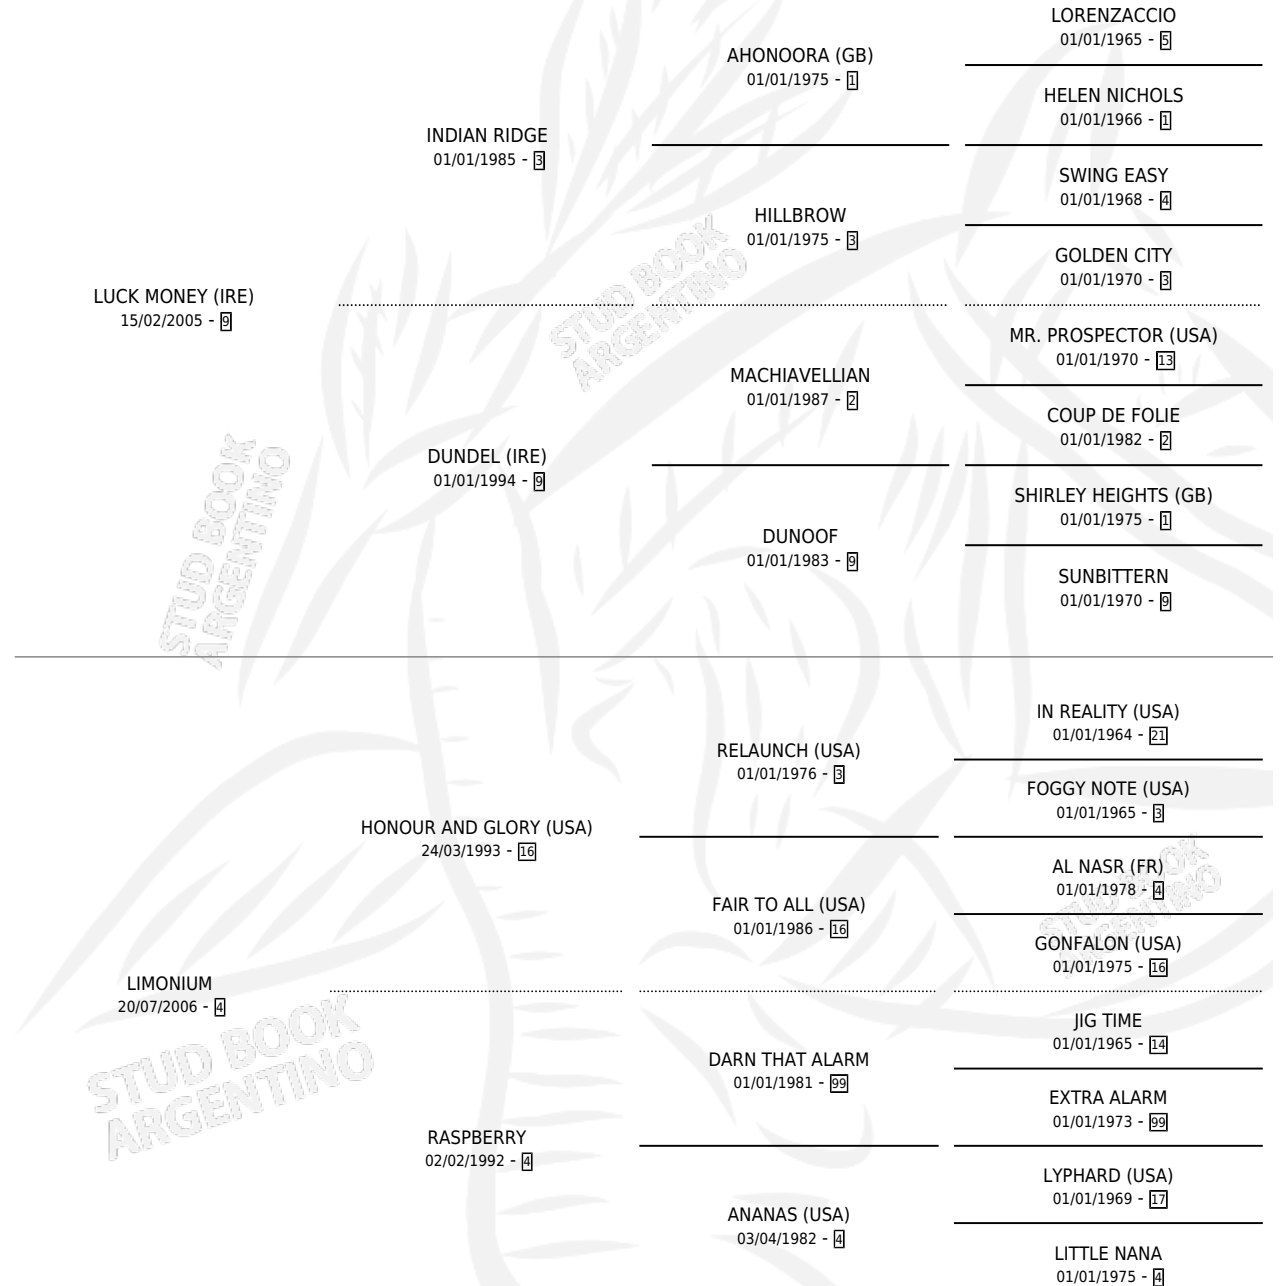 LORENZACCIO
01/01/1965 - 5
AHONOORA (GB)
01/01/1975 - 1
HELEN NICHOLS
01/01/1966 - 1
INDIAN RIDGE
01/01/1985 - 3
SWING EASY
01/01/1968 - 4
HILLBROW
01/01/1975 - 3
GOLDEN CITY
01/01/1970 - 3
LUCK MONEY (IRE)
15/02/2005 - 9
STUD BOOK
ARGENTINO
MR. PROSPECTOR (USA)
01/01/1970 - 13
MACHIAVELLIAN
01/01/1987 - 2
COUP DE FOLIE
01/01/1982 - 2
DUNDEL (IRE)
01/01/1994 - 9
SHIRLEY HEIGHTS (GB)
01/01/1975 - 1
DUNOOF
01/01/1983 - 9
SUNBITTERN
01/01/1970 - 9
STUD BOOK
ARGENTINO
IN REALITY (USA)
01/01/1964 - 21
RELAUNCH (USA)
01/01/1976 - 3
FOGGY NOTE (USA)
01/01/1965 - 3
HONOUR AND GLORY (USA)
24/03/1993 - 16
AL NASR (FR)
01/01/1978 - 4
FAIR TO ALL (USA)
01/01/1986 - 16
STUD BOOK
ARGENTINO
GONFALON (USA)
01/01/1975 - 16
LIMONIUM
20/07/2006 - 4
STUD BOOK
ARGENTINO
JIG TIME
01/01/1965 - 14
DARN THAT ALARM
01/01/1981 - 99
EXTRA ALARM
01/01/1973 - 99
RASPBERRY
02/02/1992 - 4
LYPHARD (USA)
01/01/1969 - 17
ANANAS (USA)
03/04/1982 - 4
LITTLE NANA
01/01/1975 - 4